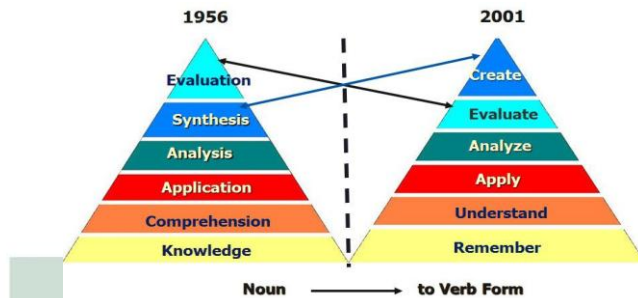 1956
Evaluation
Synthesis
Analysis
Application
Comprehension
Knowledge
2001
Create
Evaluate
Analyze
Apply
Understand
Remember
Noun to Verb Form